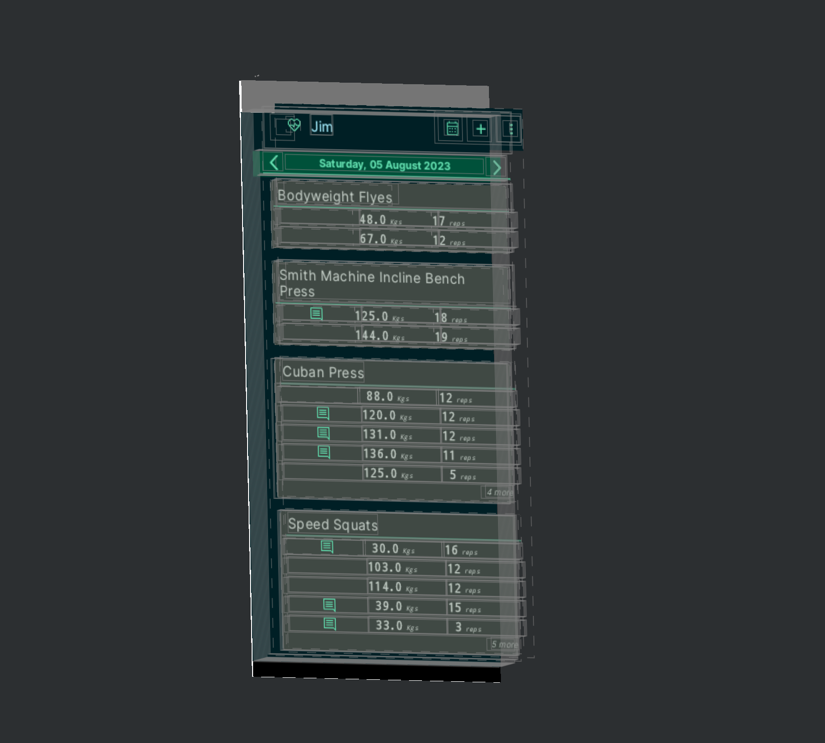 Jim
Saturday, 05 August 2023
Bodyweight Flyes
48.0 Kgs 17 reps
67.0 Kgs 12 reps
Smith Machine Incline Bench
Press
125.0 Kgs 18 reps
144.0 Kgs 19 reps
Cuban Press
88.0 Kgs 12 reps
120.0 Kgs 12 reps
131.0 Kgs 12 reps
136.0 Kgs 11 reps
125.0 Kgs 5 reps
4 more
Speed Squats
30.0 Kgs 16 reps
103.0 Kgs 12 reps
114.0 Kgs 12 reps
39.0 Kgs 15 reps
33.0 Kgs 3 reps
5 more